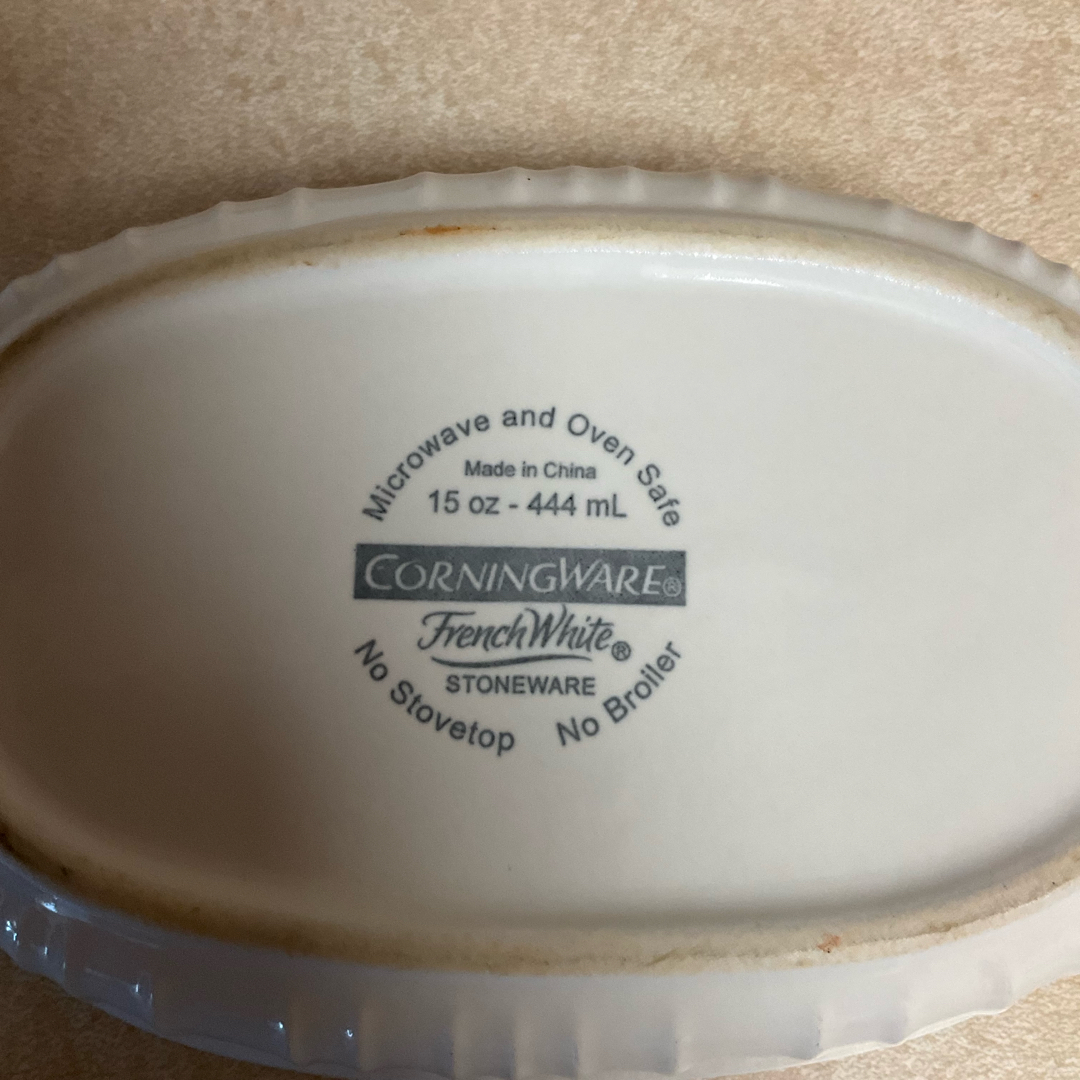 Microwave and Oven Safe
Made in China
15 oz - 444 mL
CORNINGWARE®
French White®
STONEWARE
No Stovetop No Broiler